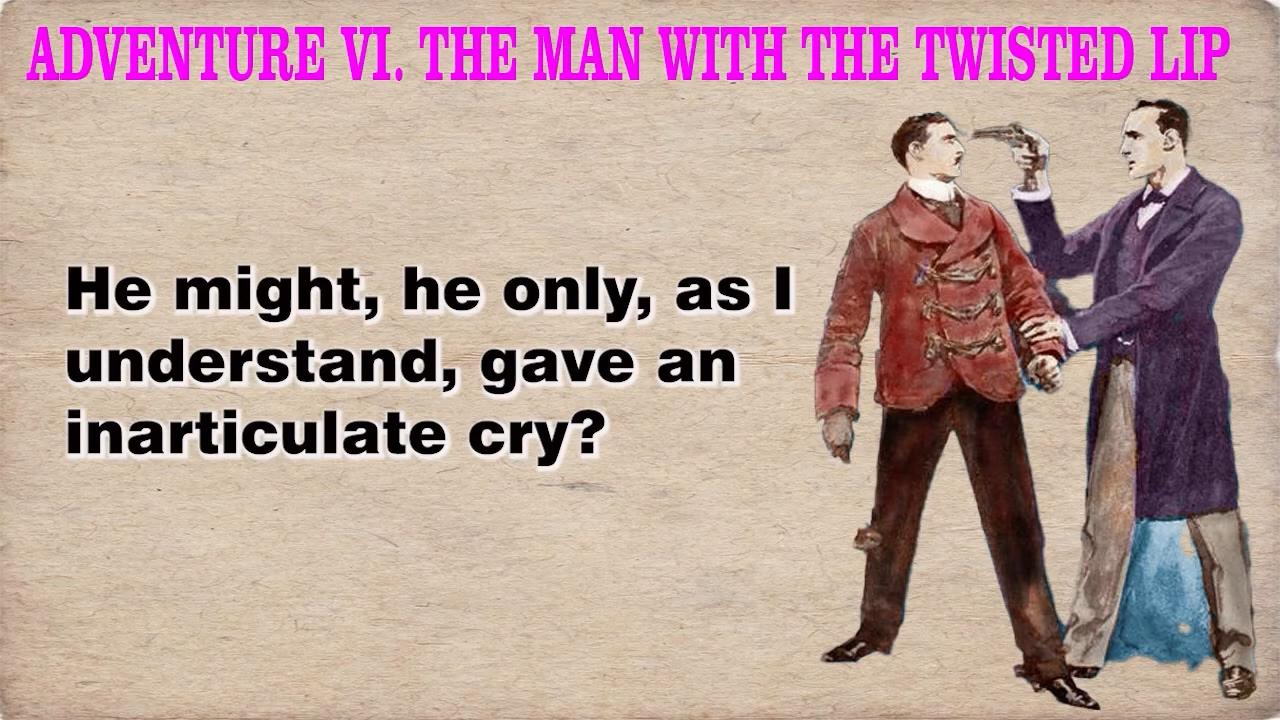 ADVENTURE VI. THE MAN WITH THE TWISTED LIP
He might, he only, as I
understand, gave an
inarticulate cry?